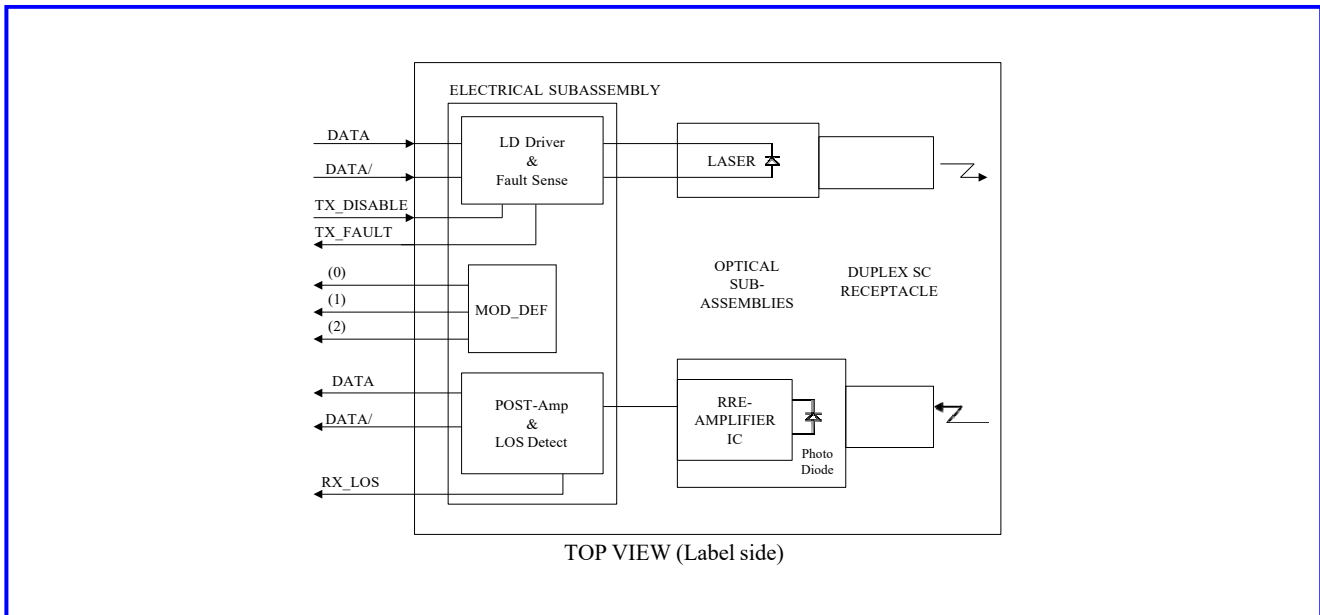 ELECTRICAL SUBASSEMBLY
DATA
DATA/
TX_DISABLE
TX_FAULT
LD Driver
&
Fault Sense
LASER
(0)
(1)
(2)
MOD_DEF
OPTICAL
SUB-
ASSEMBLIES
DUPLEX SC
RECEPTACLE
DATA
DATA/
RX_LOS
POST-Amp
&
LOS Detect
RRE-
AMPLIFIER
IC
Photo
Diode
TOP VIEW (Label side)